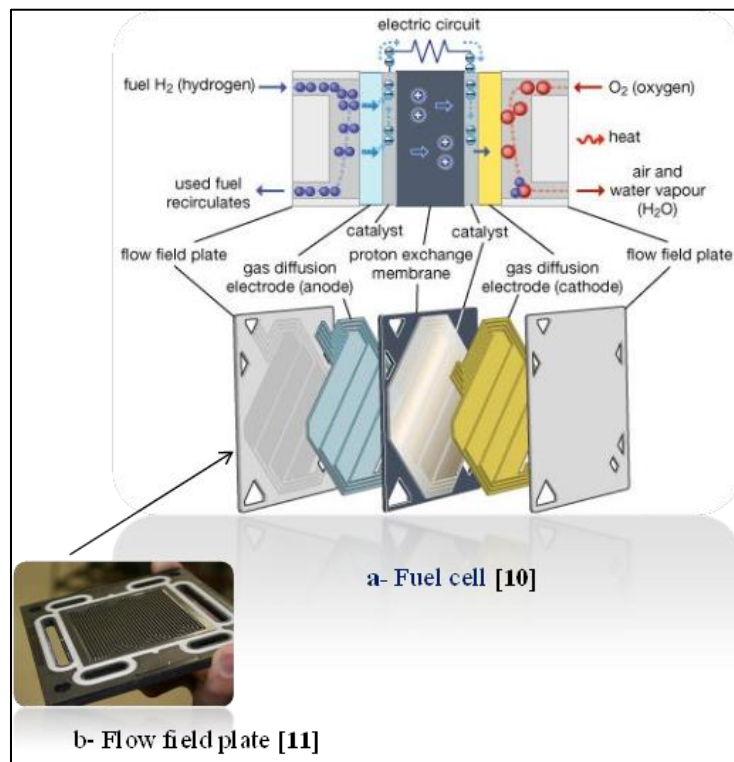 electric circuit
fuel H₂ (hydrogen)
O₂ (oxygen)
heat
used fuel
recirculates
air and
water vapour
(H₂O)
catalyst
catalyst
flow field plate
proton exchange
membrane
flow field plate
gas diffusion
electrode (anode)
gas diffusion
electrode (cathode)
a- Fuel cell [10]
b- Flow field plate [11]